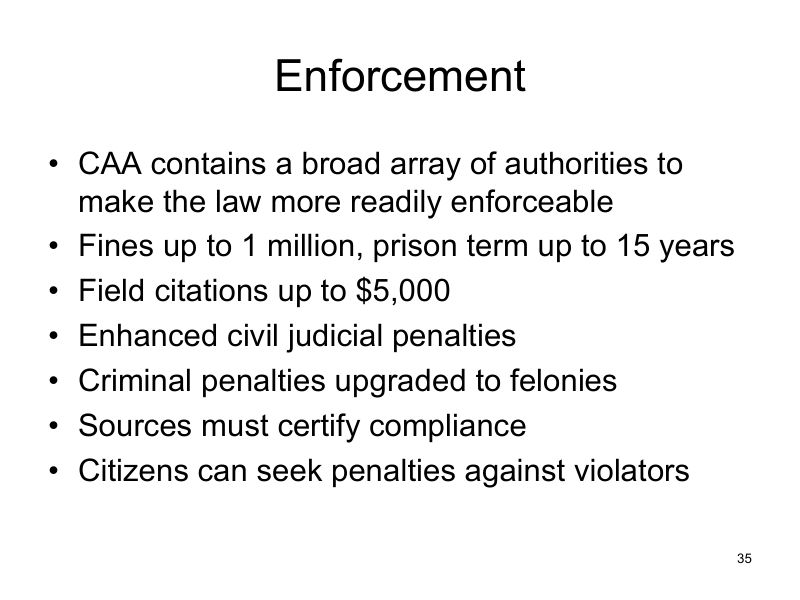 Enforcement
• CAA contains a broad array of authorities to
make the law more readily enforceable
• Fines up to 1 million, prison term up to 15 years
• Field citations up to $5,000
• Enhanced civil judicial penalties
• Criminal penalties upgraded to felonies
• Sources must certify compliance
• Citizens can seek penalties against violators
35